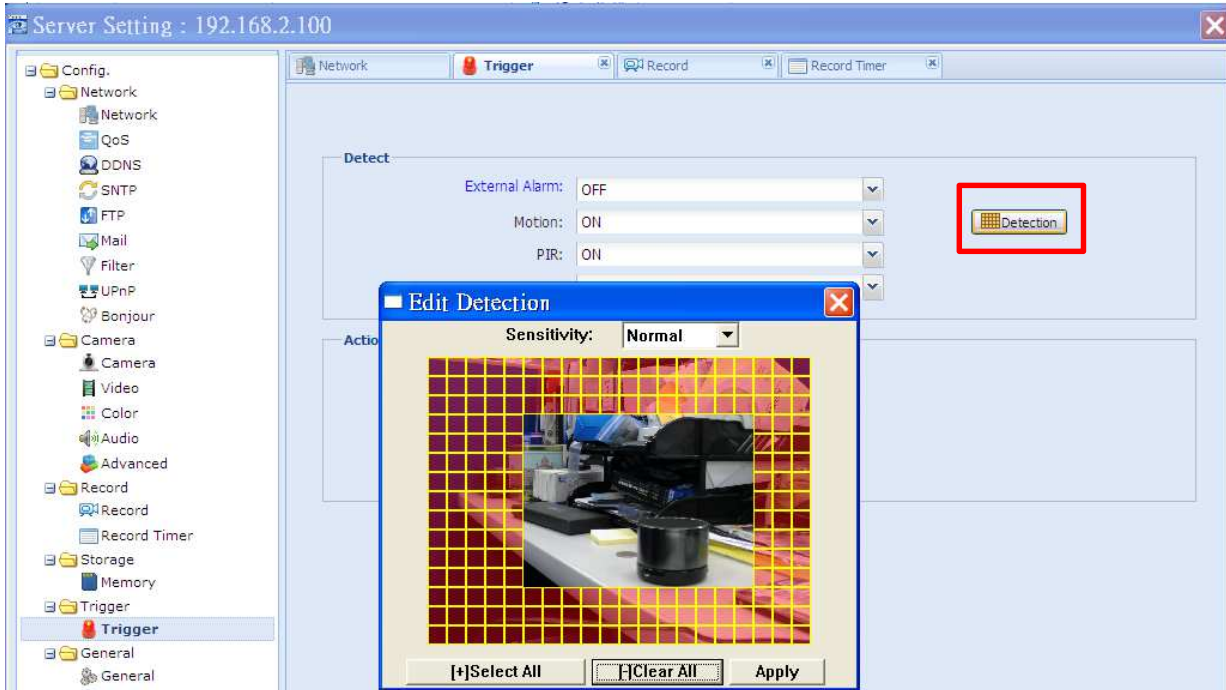 Server Setting : 192.168.2.100
Config.
Network
Network
QoS
DDNS
SNTP
FTP
Mail
Filter
UPnP
Bonjour
Camera
Camera
Video
Color
Audio
Advanced
Record
Record
Record Timer
Storage
Memory
Trigger
Trigger
General
General
Network
Trigger
Record
Record Timer
Detect
External Alarm: OFF
Motion: ON
PIR: ON
Detection
Actio
Edit Detection
Sensitivity: Normal
[+]Select All
[-]Clear All
Apply